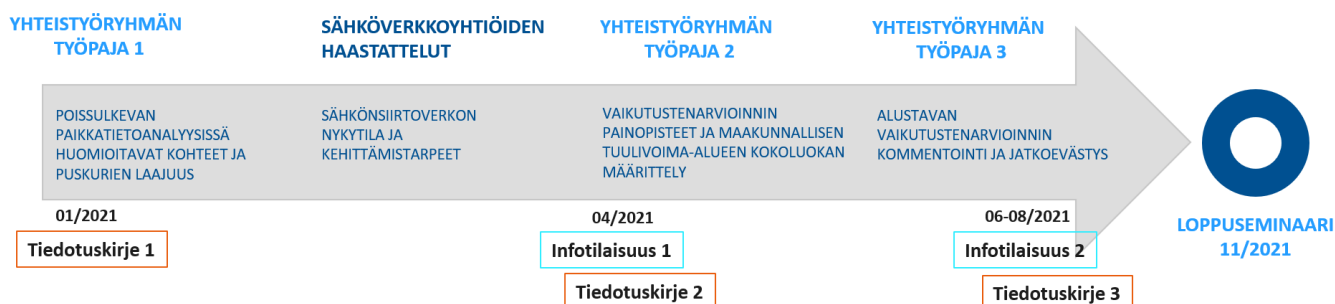 YHTEISTYÖRYHMÄN
TYÖPAJA 1
SÄHKÖVERKKOYHTIÖIDEN
HAASTATTELUT
YHTEISTYÖRYHMÄN
TYÖPAJA 2
YHTEISTYÖRYHMÄN
TYÖPAJA 3
POISSULKEVAN
PAIKKATIETOANALYYSISSÄ
HUOMIOITAVAT KOHTEET JA
PUSKURIEN LAAJUUS
SÄHKÖNSIIRTOVERKON
NYKYTILA JA
KEHITTÄMISTARPEET
VAIKUTUSTENARVIOINNIN
PAINOPISTEET JA MAAKUNNALLISEN
TUULIVOIMA-ALUEEN KOKOLUOKAN
MÄÄRITTELY
ALUSTAVAN
VAIKUTUSTENARVIOINNIN
KOMMENTOINTI JA JATKOEVÄSTYS
01/2021
04/2021
06-08/2021
Tiedotuskirje 1
Infotilaisuus 1
Infotilaisuus 2
Tiedotuskirje 2
Tiedotuskirje 3
LOPPUSEMINAARI
11/2021